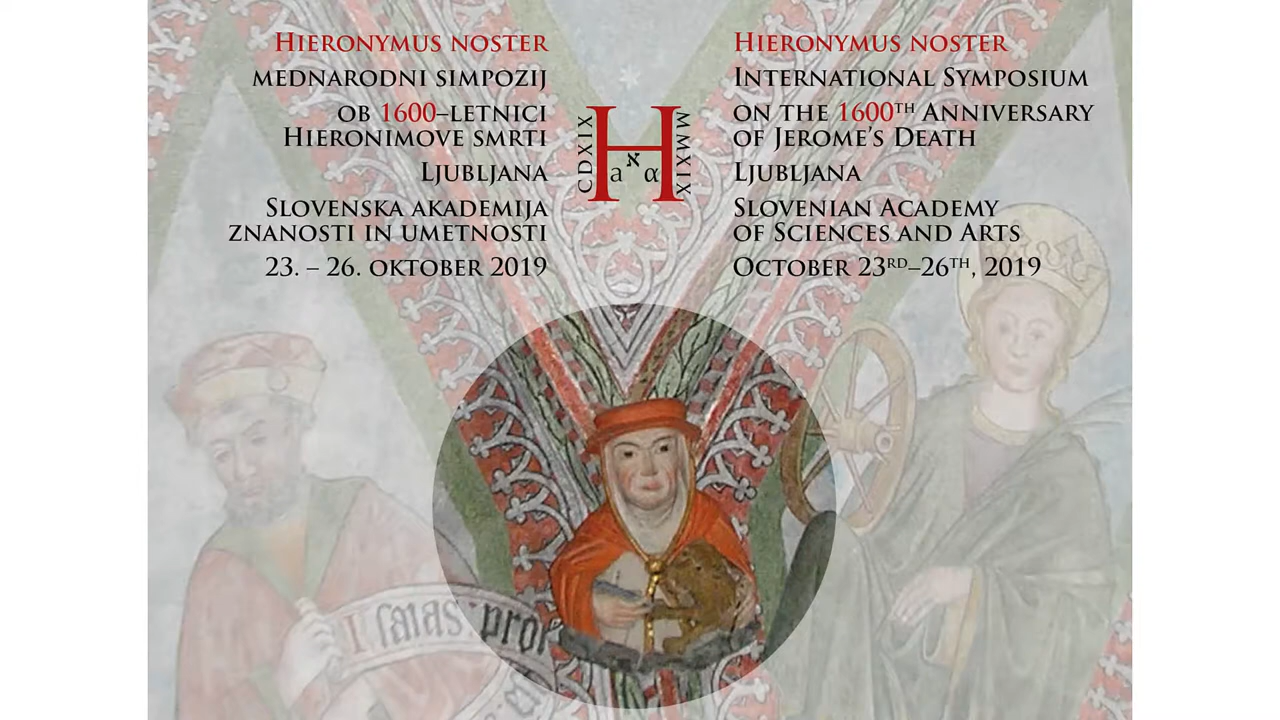 HIERONYMUS NOSTER
MEDNARODNI SIMPOZIJ
OB 1600–LETNICI
HIERONIMOVE SMRTI
LJUBLJANA
SLOVENSKA AKADEMIJA
ZNANOSTI IN UMETNOSTI
23. – 26. OKTOBER 2019
CDXIX
H
a א α
MMXIX
HIERONYMUS NOSTER
INTERNATIONAL SYMPOSIUM
ON THE 1600TH ANNIVERSARY
OF JEROME'S DEATH
LJUBLJANA
SLOVENIAN ACADEMY
OF SCIENCES AND ARTS
OCTOBER 23RD–26TH, 2019
Isaias: prop